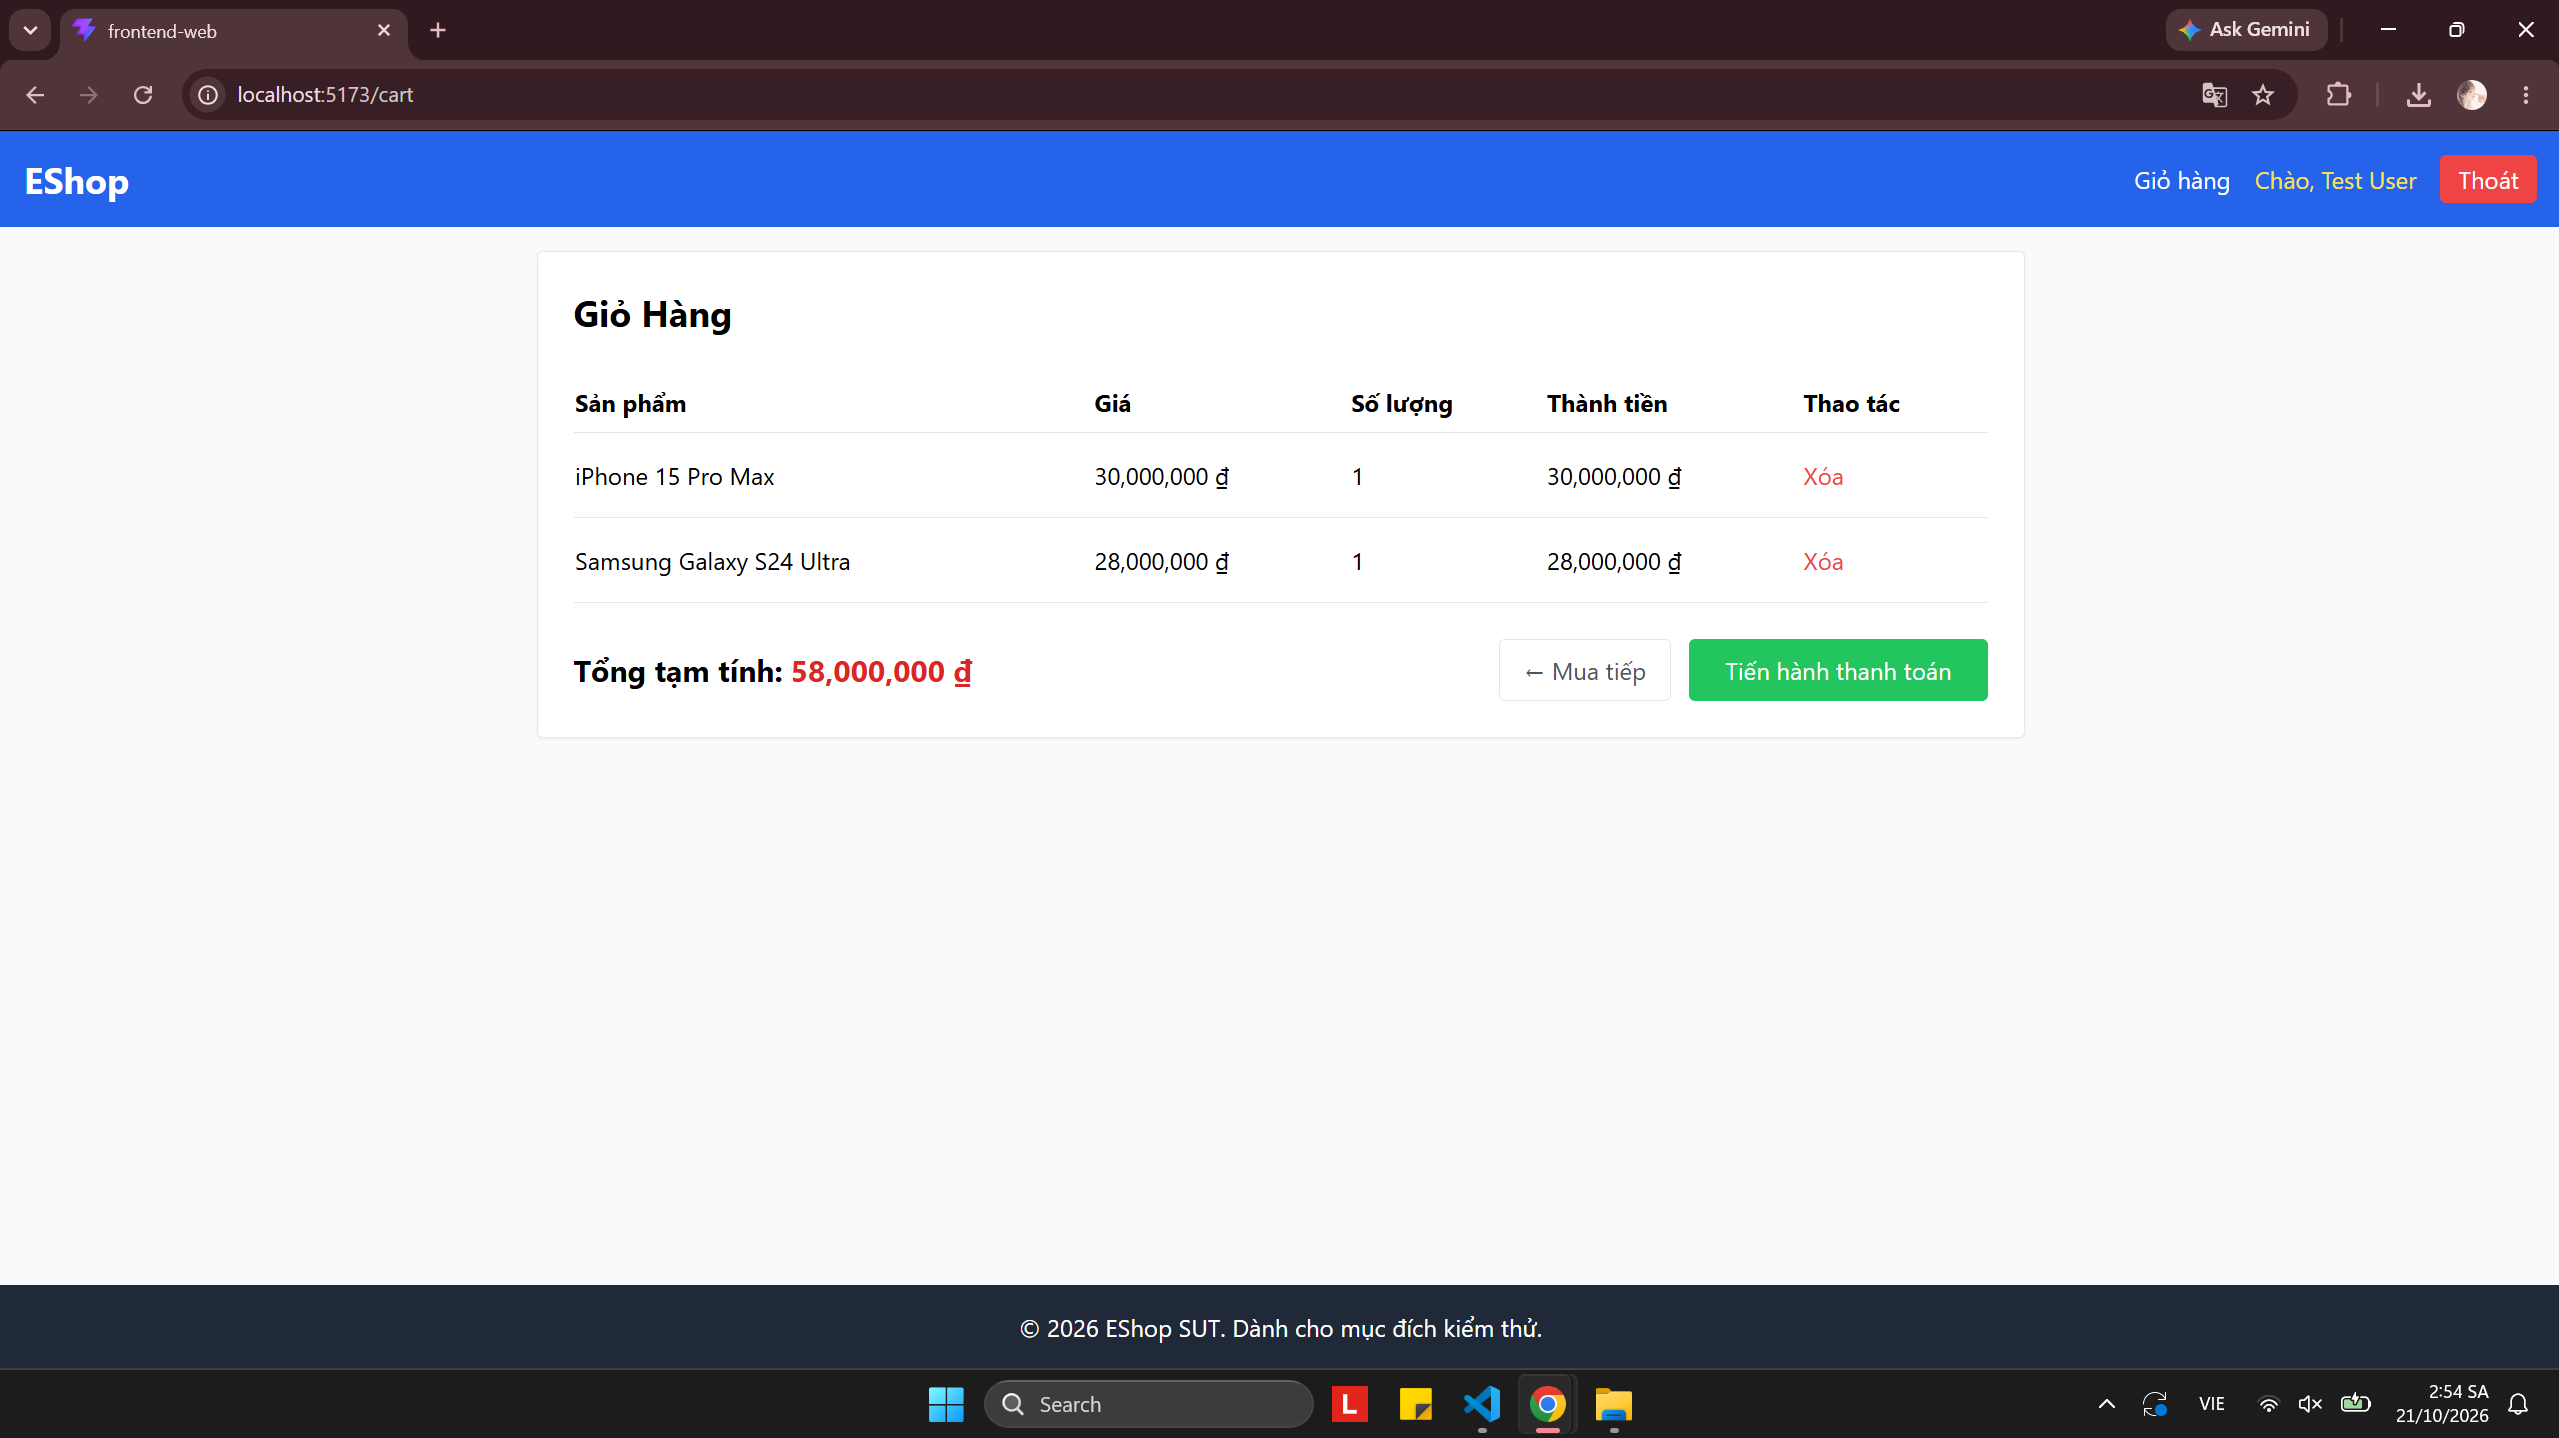 frontend-web
Ask Gemini
localhost:5173/cart
EShop
Giỏ hàng
Chào, Test User
Thoát
Giỏ Hàng
Sản phẩm Giá Số lượng Thành tiền Thao tác
iPhone 15 Pro Max 30,000,000 ₫ 1 30,000,000 ₫ Xóa
Samsung Galaxy S24 Ultra 28,000,000 ₫ 1 28,000,000 ₫ Xóa
Tổng tạm tính: 58,000,000 ₫
← Mua tiếp
Tiến hành thanh toán
© 2026 EShop SUT. Dành cho mục đích kiểm thử.
Search
L
VIE
2:54 SA
21/10/2026